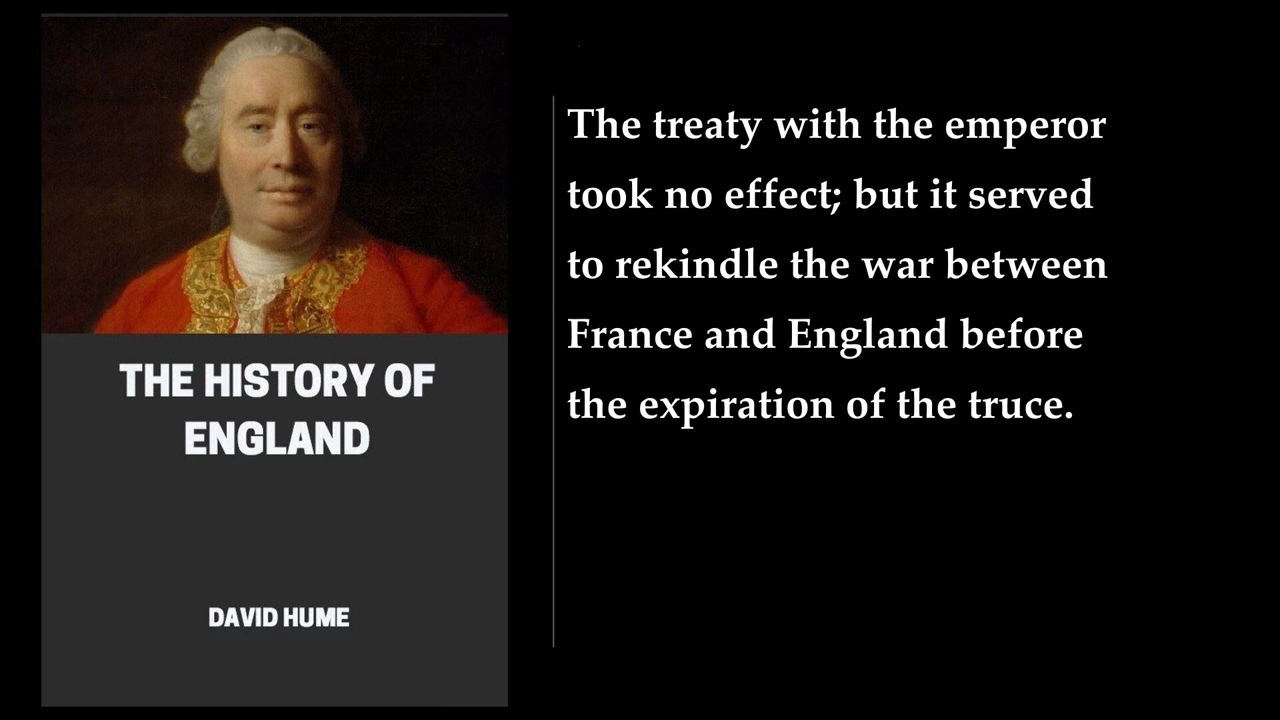 THE HISTORY OF
ENGLAND
DAVID HUME
The treaty with the emperor
took no effect; but it served
to rekindle the war between
France and England before
the expiration of the truce.